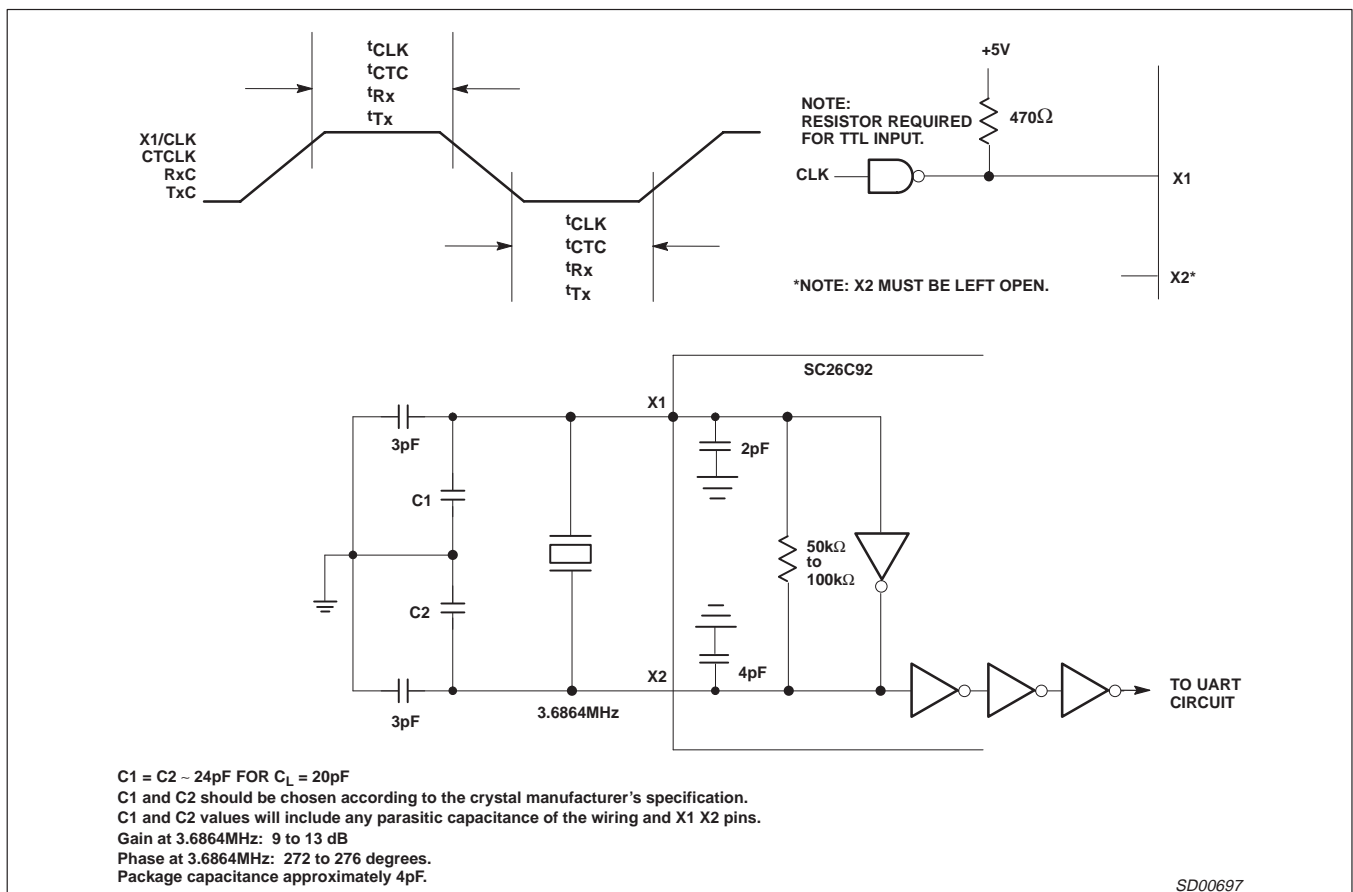 tCLK
tCTC
tRx
tTx
X1/CLK
CTCLK
RxC
TxC
tCLK
tCTC
tRx
tTx
+5V
NOTE:
RESISTOR REQUIRED
FOR TTL INPUT.
470Ω
CLK
X1
*NOTE: X2 MUST BE LEFT OPEN.
X2*
SC26C92
X1
3pF
2pF
C1
50kΩ
to
100kΩ
C2
4pF
X2
3pF
3.6864MHz
TO UART
CIRCUIT
C1 = C2 ~ 24pF FOR CL = 20pF
C1 and C2 should be chosen according to the crystal manufacturer's specification.
C1 and C2 values will include any parasitic capacitance of the wiring and X1 X2 pins.
Gain at 3.6864MHz: 9 to 13 dB
Phase at 3.6864MHz: 272 to 276 degrees.
Package capacitance approximately 4pF.
SD00697